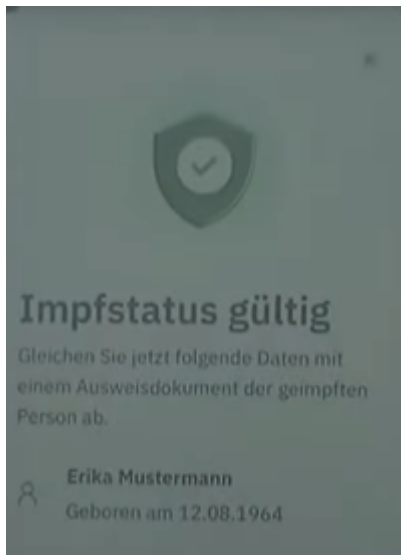 Impfstatus gültig
Gleichen Sie jetzt folgende Daten mit
einem Ausweisdokument der geimpften
Person ab.
Erika Mustermann
Geboren am 12.08.1964